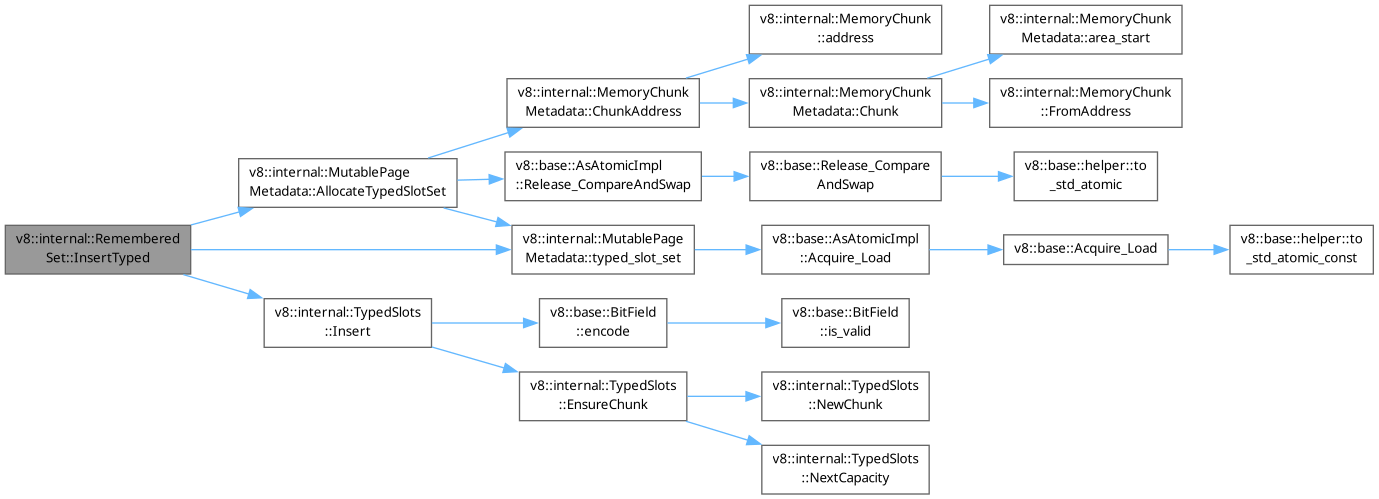 v8::internal::MemoryChunk
::address
v8::internal::MemoryChunk
Metadata::area_start
v8::internal::MemoryChunk
Metadata::ChunkAddress
v8::internal::MemoryChunk
Metadata::Chunk
v8::internal::MemoryChunk
::FromAddress
v8::internal::MutablePage
Metadata::AllocateTypedSlotSet
v8::base::AsAtomicImpl
::Release_CompareAndSwap
v8::base::Release_Compare
AndSwap
v8::base::helper::to
_std_atomic
v8::internal::Remembered
Set::InsertTyped
v8::internal::MutablePage
Metadata::typed_slot_set
v8::base::AsAtomicImpl
::Acquire_Load
v8::base::Acquire_Load
v8::base::helper::to
_std_atomic_const
v8::internal::TypedSlots
::Insert
v8::base::BitField
::encode
v8::base::BitField
::is_valid
v8::internal::TypedSlots
::EnsureChunk
v8::internal::TypedSlots
::NewChunk
v8::internal::TypedSlots
::NextCapacity